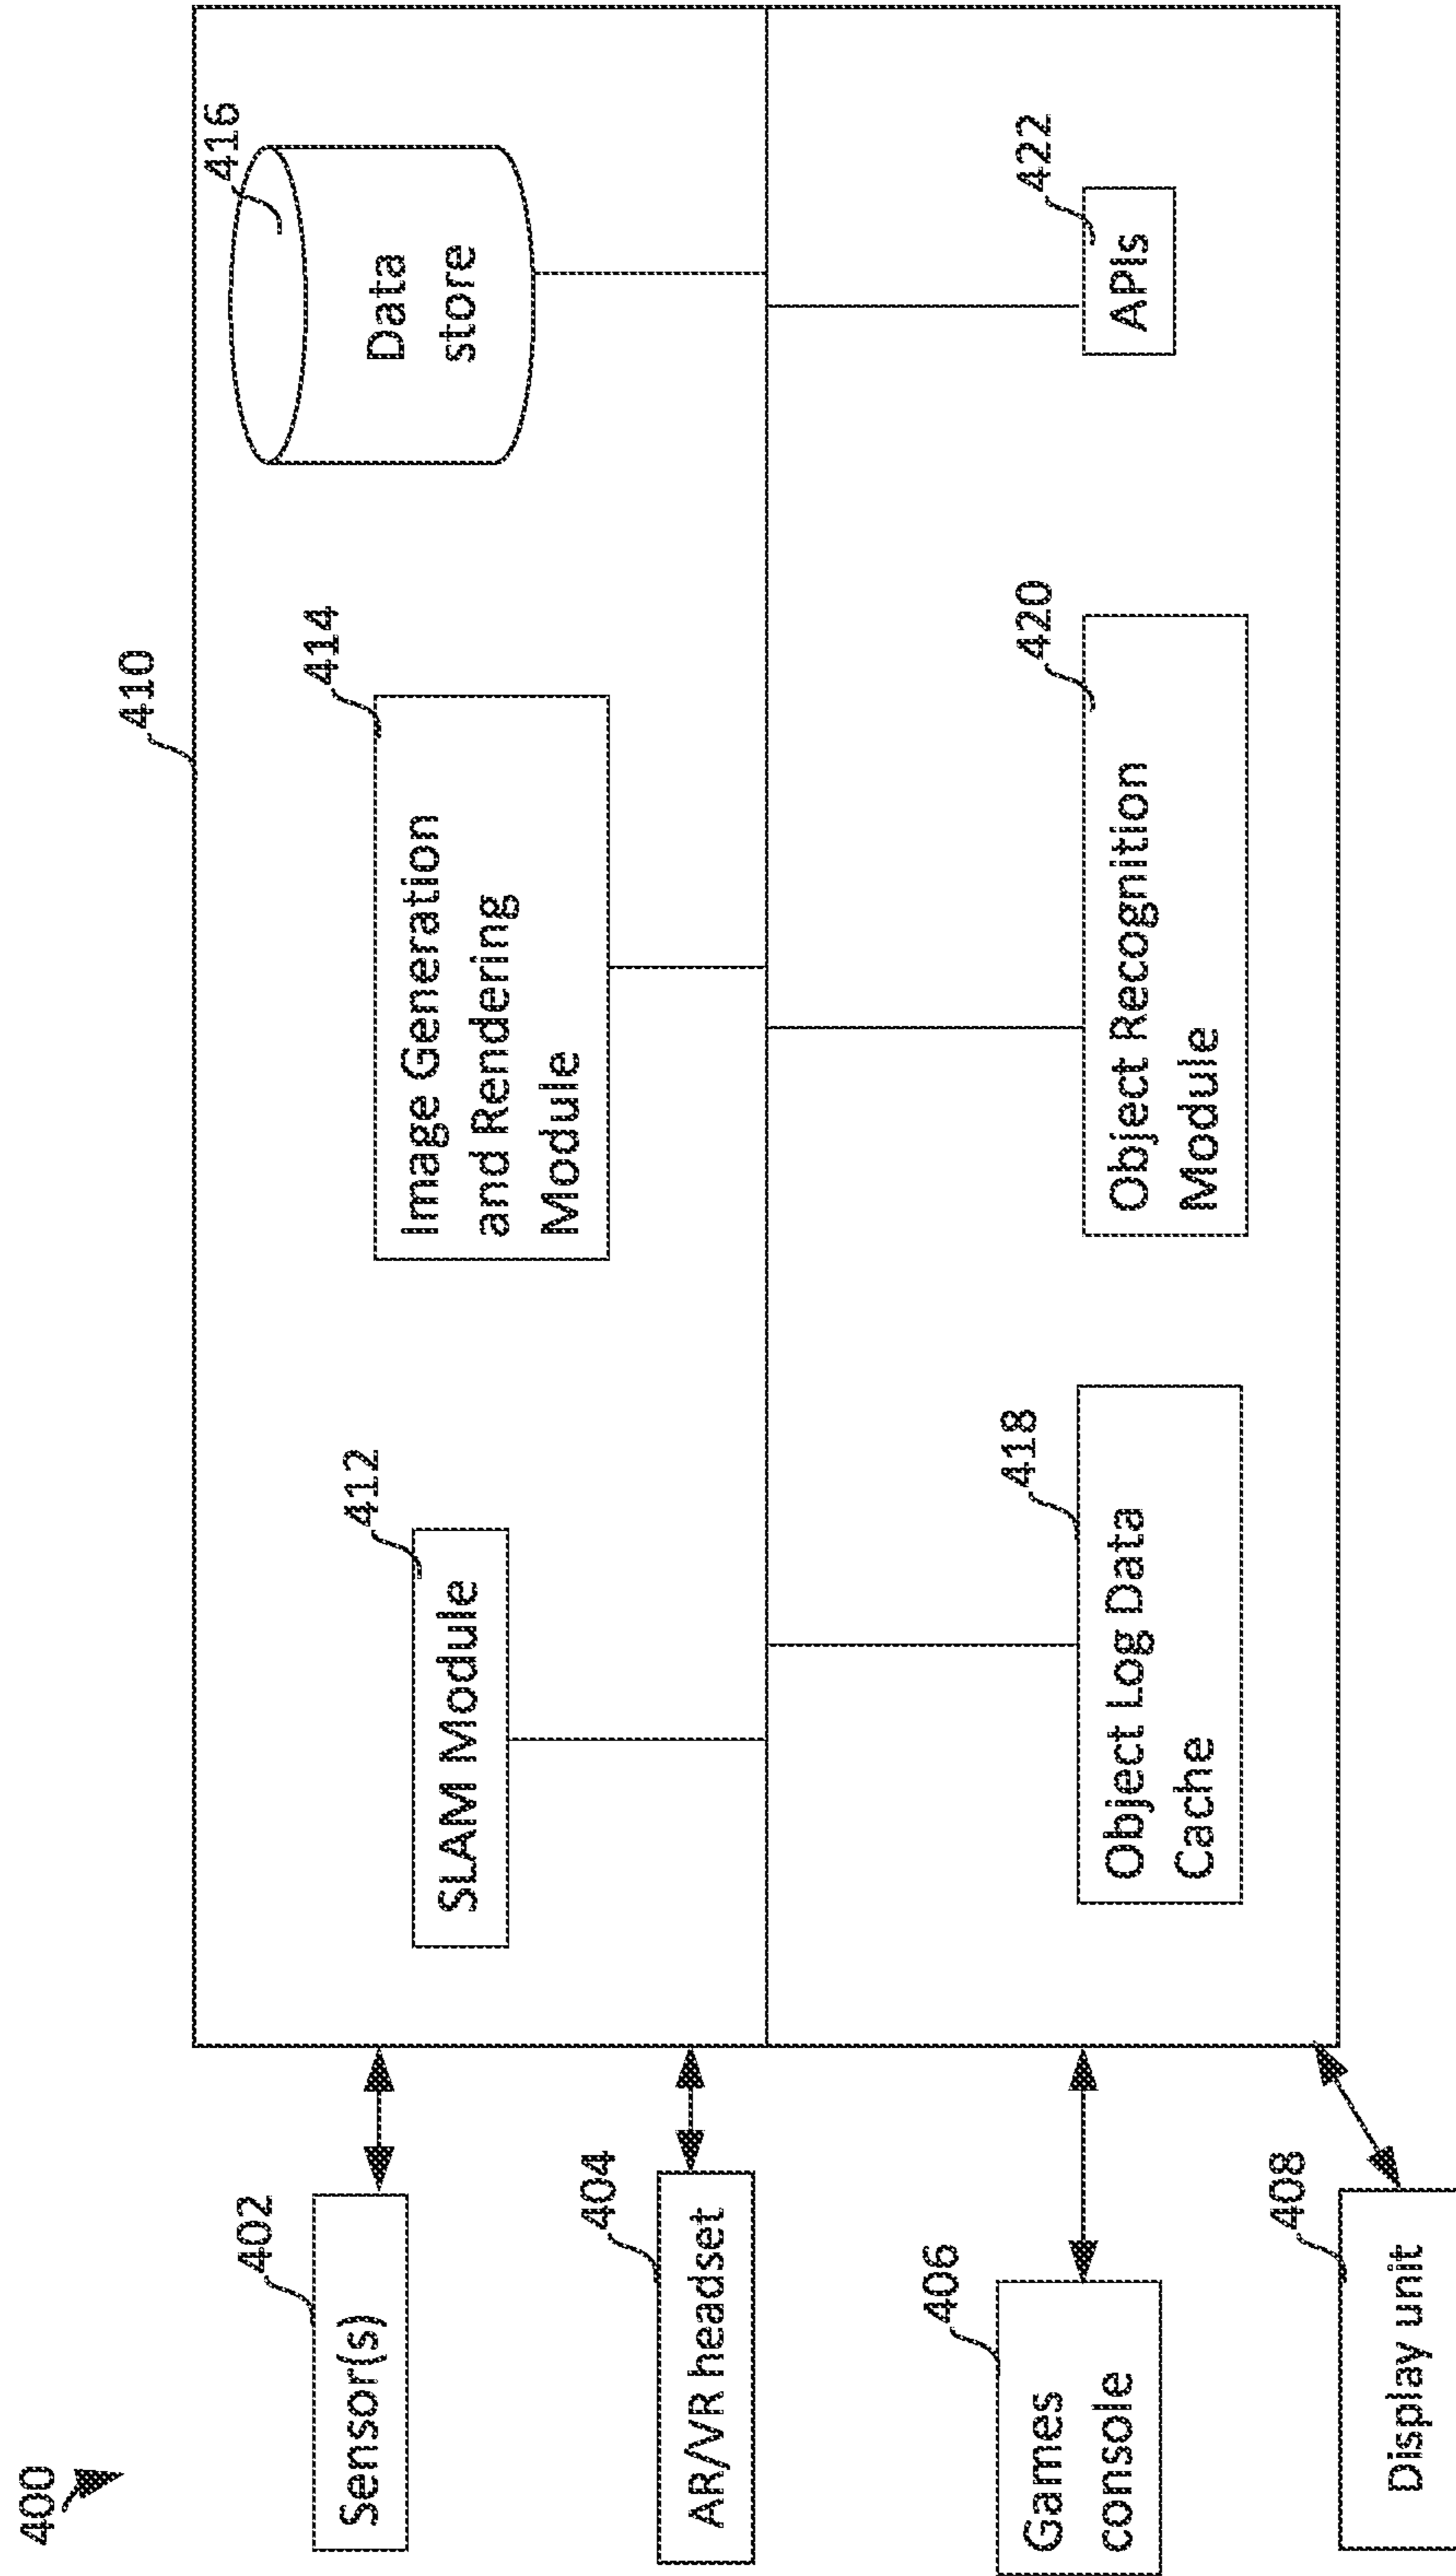 400
402
Sensor(s)
404
AR/VR headset
406
Games
console
408
Display unit
410
412
SLAM Module
414
Image Generation
and Rendering
Module
416
Data
store
418
Object Log Data
Cache
420
Object Recognition
Module
422
APIs